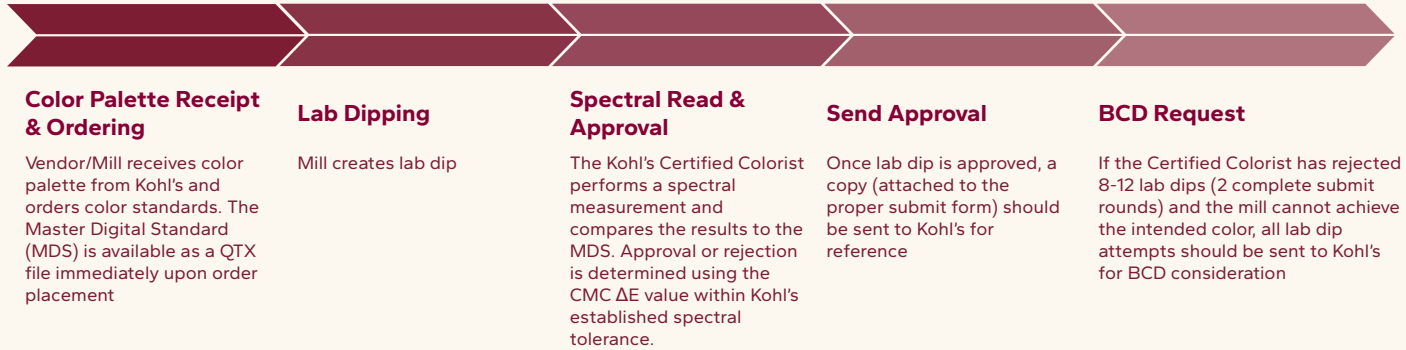 Color Palette Receipt
& Ordering
Vendor/Mill receives color
palette from Kohl's and
orders color standards. The
Master Digital Standard
(MDS) is available as a QTX
file immediately upon order
placement
Lab Dipping
Mill creates lab dip
Spectral Read &
Approval
The Kohl's Certified Colorist
performs a spectral
measurement and
compares the results to the
MDS. Approval or rejection
is determined using the
CMC ΔE value within Kohl's
established spectral
tolerance.
Send Approval
Once lab dip is approved, a
copy (attached to the
proper submit form) should
be sent to Kohl's for
reference
BCD Request
If the Certified Colorist has rejected
8-12 lab dips (2 complete submit
rounds) and the mill cannot achieve
the intended color, all lab dip
attempts should be sent to Kohl's
for BCD consideration